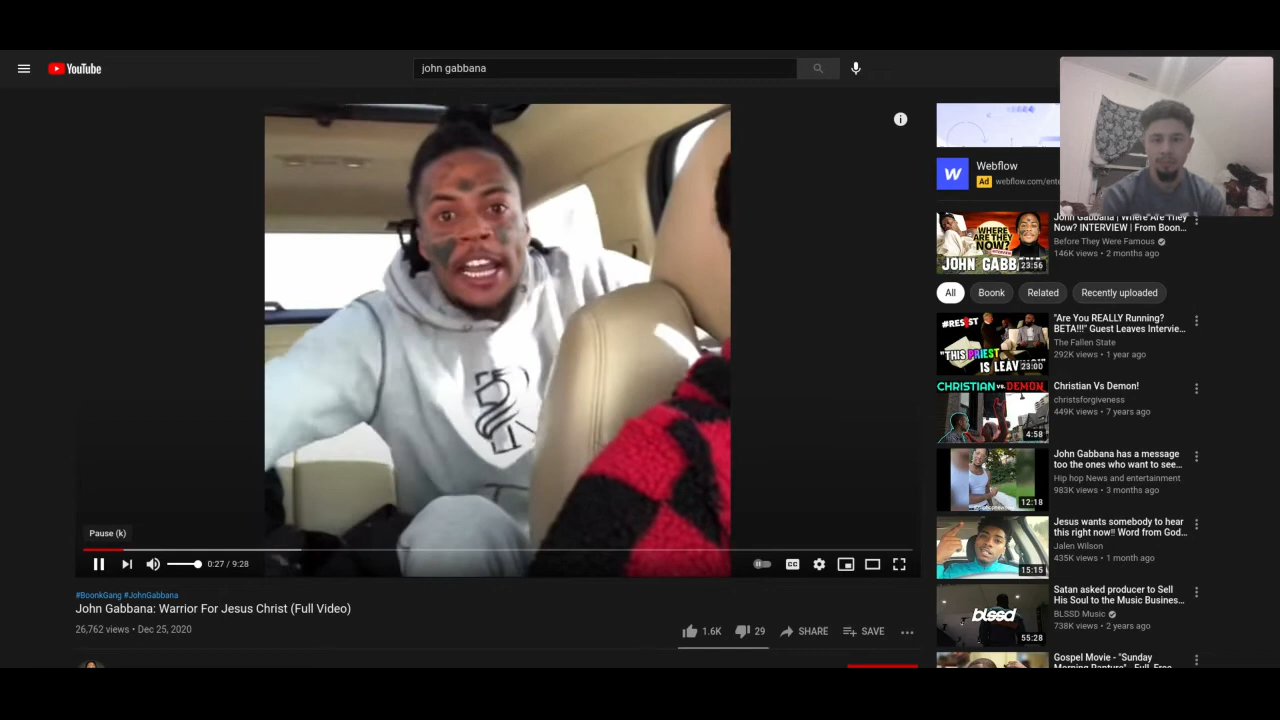 YouTube
john gabbana
Webflow
Ad webflow.com/ente
WHERE
ARE THEY
NOW?
INTERVIEW
JOHN GABB
23:56
John Gabbana | Where Are They
Now? INTERVIEW | From Boon...
Before They Were Famous
146K views • 2 months ago
All Boonk Related Recently uploaded
#RESIST
"THIS PRIEST
IS LEAV
23:00
"Are You REALLY Running?
BETA!!!" Guest Leaves Intervie...
The Fallen State
292K views • 1 year ago
CHRISTIAN vs. DEMON
4:58
Christian Vs Demon!
christsforgiveness
449K views • 7 years ago
12:18
John Gabbana has a message
too the ones who want to see...
Hip hop News and entertainment
983K views • 3 months ago
15:15
Jesus wants somebody to hear
this right now!! Word from God...
Jalen Wilson
435K views • 1 month ago
blssd
55:28
Satan asked producer to Sell
His Soul to the Music Busines...
BLSSD Music
738K views • 2 years ago
Gospel Movie - "Sunday
Pause (k)
0:27 / 9:28
CC
#BoonkGang #JohnGabbana
John Gabbana: Warrior For Jesus Christ (Full Video)
26,762 views • Dec 25, 2020
1.6K 29 SHARE SAVE